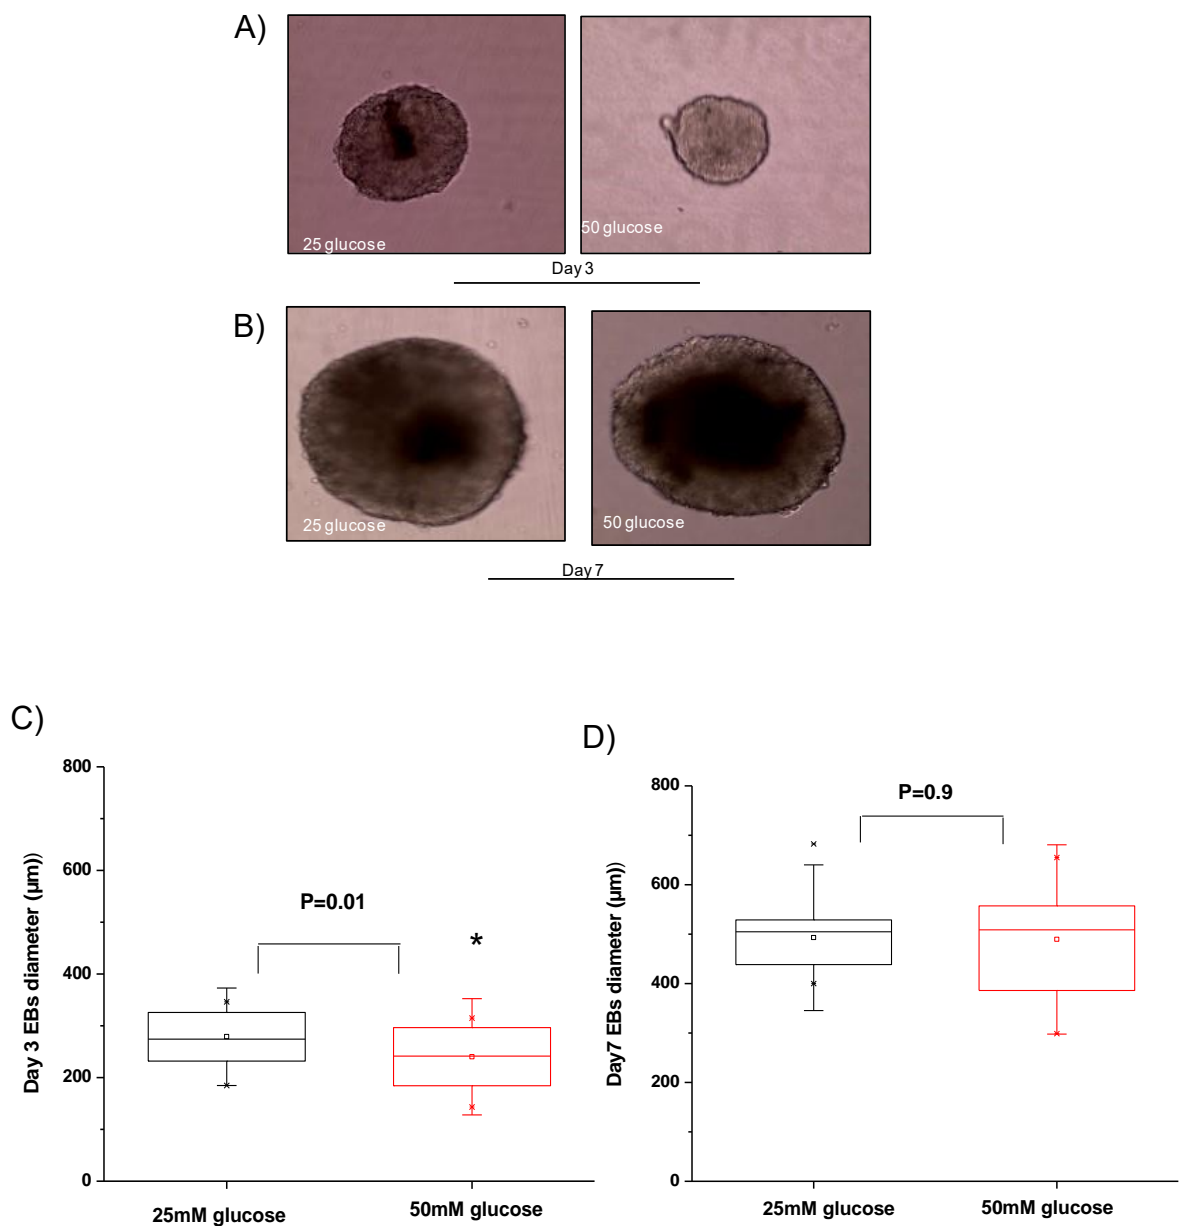 A)
25 glucose
50 glucose
Day 3
B)
25 glucose
50 glucose
Day 7
C)
800
600
400
200
0
Day 3 EBs diameter (µm))
P=0.01
*
25mM glucose
50mM glucose
D)
800
600
400
200
0
Day7 EBs diameter (µm))
P=0.9
25mM glucose
50mM glucose